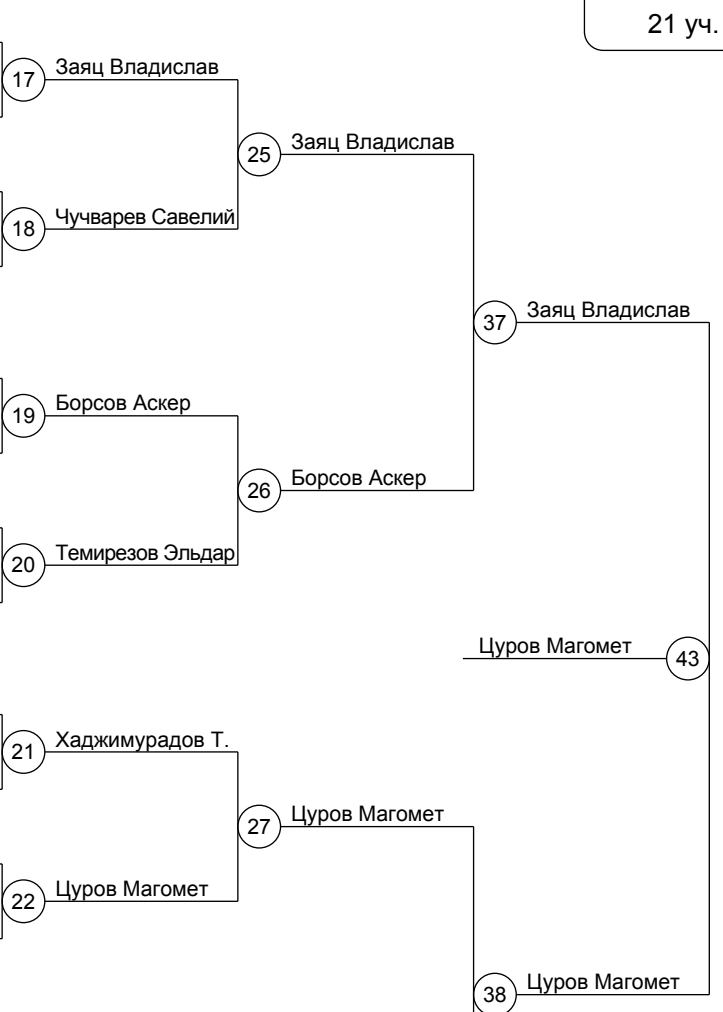 21 уч.
17 Заяц Владислав
25 Заяц Владислав
18 Чучварев Савелий
37 Заяц Владислав
19 Борсов Аскер
26 Борсов Аскер
20 Темирезов Эльдар
Цуров Магомет 43
21 Хаджимурадов Т.
27 Цуров Магомет
22 Цуров Магомет
38 Цуров Магомет